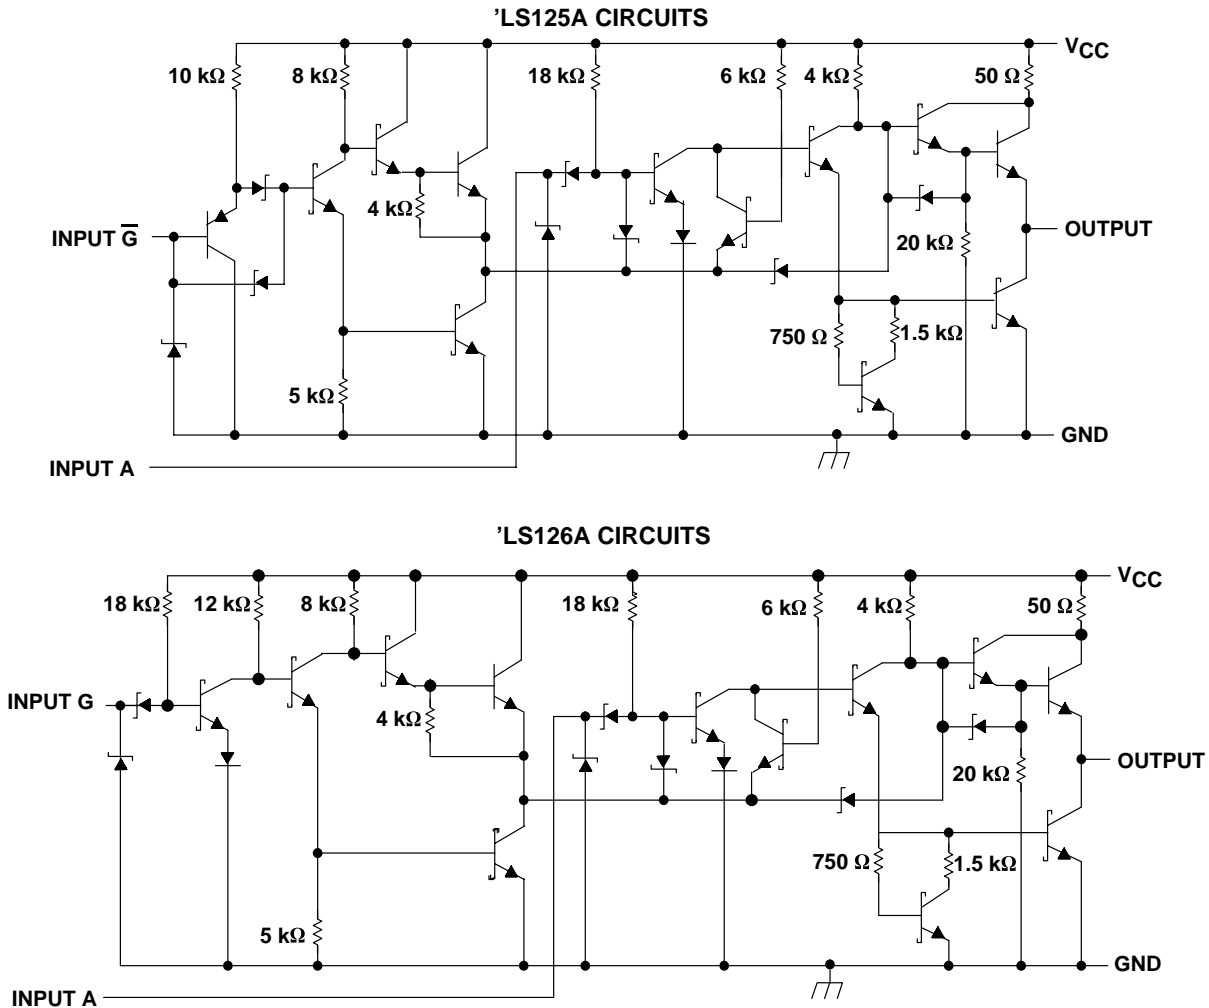 ’LS125A CIRCUITS
VCC
10 kΩ
8 kΩ
18 kΩ
6 kΩ
4 kΩ
50 Ω
4 kΩ
INPUT G̅
20 kΩ
OUTPUT
750 Ω
1.5 kΩ
5 kΩ
GND
INPUT A
’LS126A CIRCUITS
VCC
18 kΩ
12 kΩ
8 kΩ
18 kΩ
6 kΩ
4 kΩ
50 Ω
INPUT G
4 kΩ
20 kΩ
OUTPUT
750 Ω
1.5 kΩ
5 kΩ
GND
INPUT A